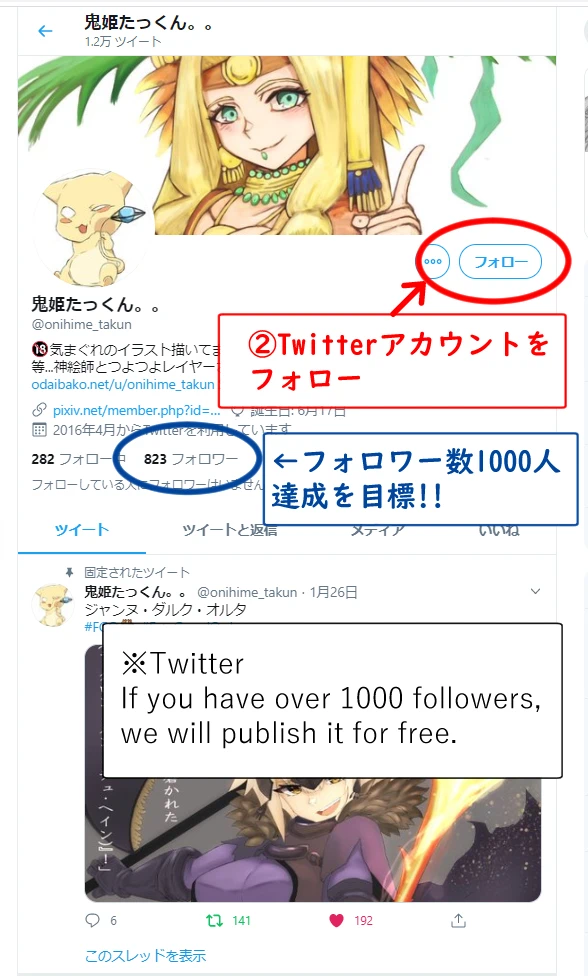 鬼姫たっくん。。
1.2万 ツイート
フォロー
鬼姫たっくん。。
@onihime_takun
②Twitterアカウントを
フォロー
🔞気まぐれのイラスト描いてま
等...神絵師とつよつよレイヤー
odaibako.net/u/onihime_takun
pixiv.net/member.php?id=... 誕生日: 6月17日
2016年4月からTwitterを利用しています
282 フォロー中 823 フォロワー
←フォロワー数1000人
達成を目標!!
フォローしている人にフォロワーはいません
ツイート ツイートと返信 メディア いいね
固定されたツイート
鬼姫たっくん。。 @onihime_takun · 1月26日
ジャンヌ・ダルク・オルタ
※Twitter
If you have over 1000 followers,
we will publish it for free.
ュ・ヘイン』！」
6 141 192
このスレッドを表示